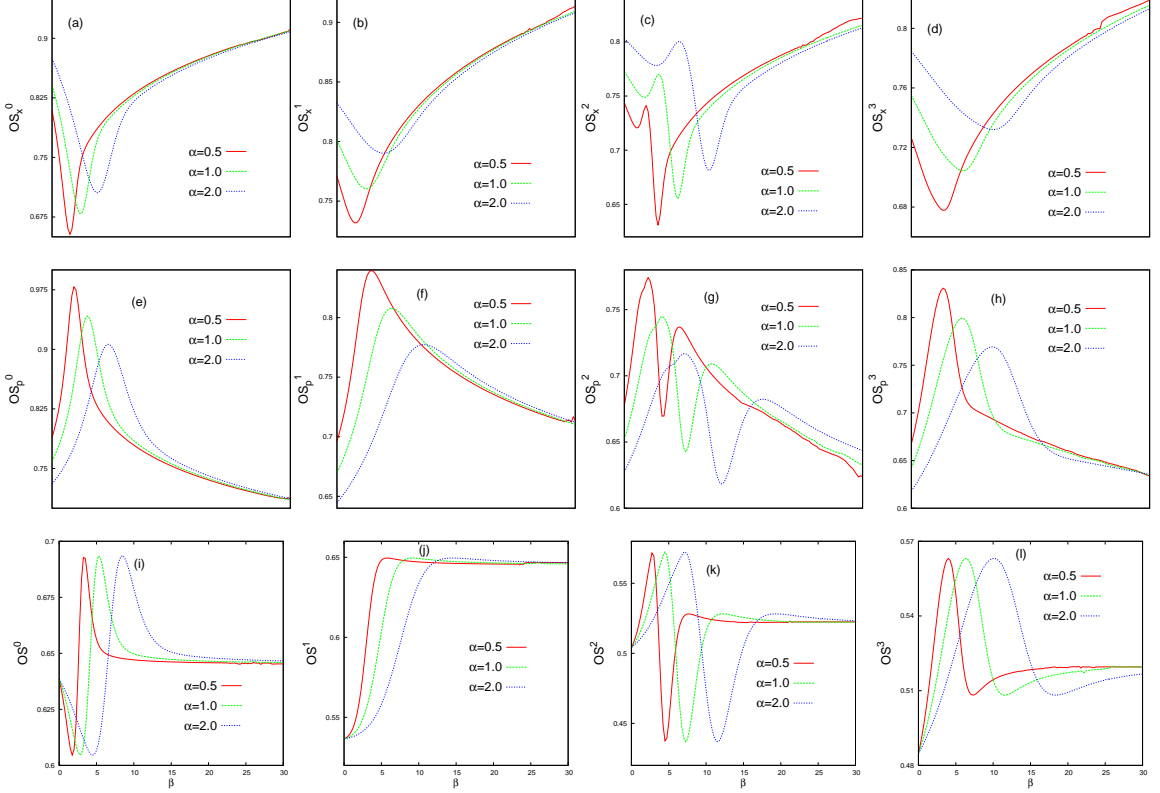 (a)
OS_x^0
0.9
0.825
0.75
0.675
α=0.5
α=1.0
α=2.0
(b)
OS_x^1
0.9
0.85
0.8
0.75
α=0.5
α=1.0
α=2.0
(c)
OS_x^2
0.8
0.75
0.7
0.65
α=0.5
α=1.0
α=2.0
(d)
OS_x^3
0.8
0.76
0.72
0.68
α=0.5
α=1.0
α=2.0
(e)
OS_p^0
0.975
0.9
0.825
0.75
α=0.5
α=1.0
α=2.0
(f)
OS_p^1
0.8
0.75
0.7
0.65
α=0.5
α=1.0
α=2.0
(g)
OS_p^2
0.75
0.7
0.65
0.6
α=0.5
α=1.0
α=2.0
(h)
OS_p^3
0.85
0.8
0.75
0.7
0.65
0.6
α=0.5
α=1.0
α=2.0
(i)
OS^0
0.7
0.675
0.65
0.625
0.6
α=0.5
α=1.0
α=2.0
0 5 10 15 20 25 30
β
(j)
OS^1
0.65
0.6
0.55
α=0.5
α=1.0
α=2.0
0 5 10 15 20 25 30
β
(k)
OS^2
0.55
0.5
0.45
α=0.5
α=1.0
α=2.0
0 5 10 15 20 25 30
β
(l)
OS^3
0.57
0.54
0.51
0.48
α=0.5
α=1.0
α=2.0
0 5 10 15 20 25 30
β